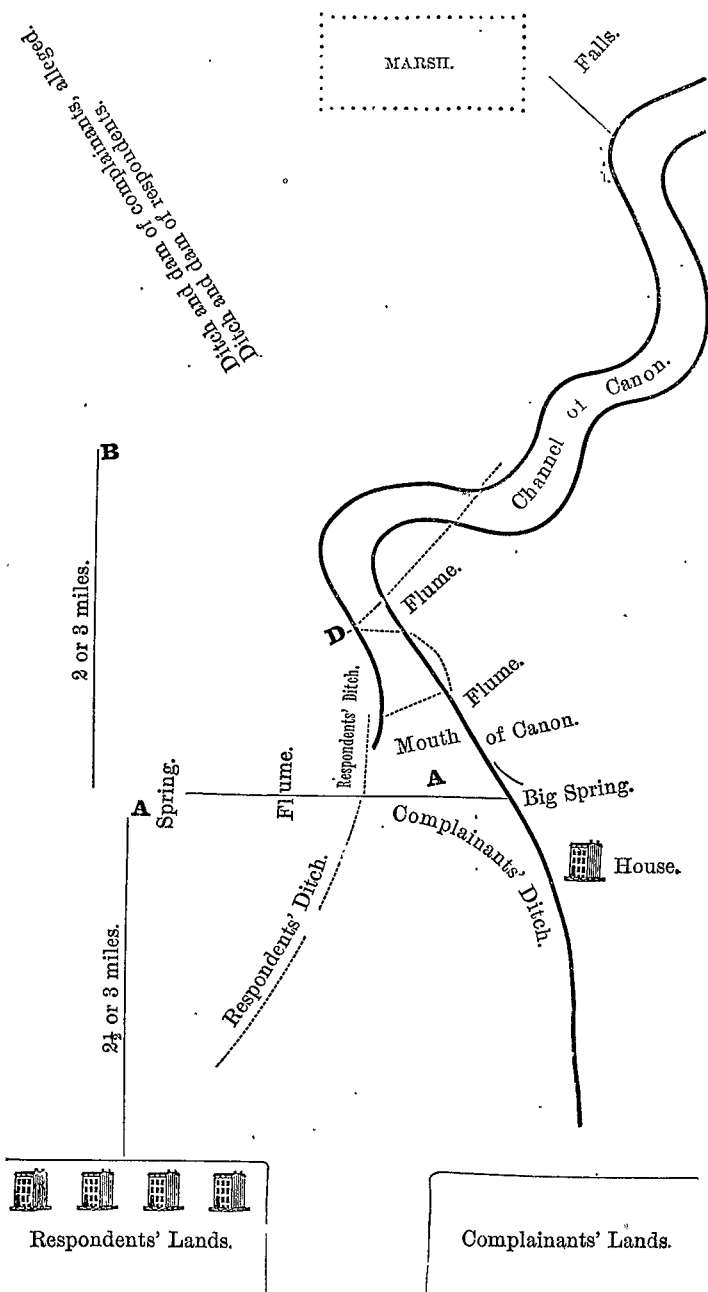 MARSH.
Falls.
Ditch and dam of complainants, alleged.
Ditch and dam of respondents.
Channel of Canon.
B
2 or 3 miles.
Flume.
D
Flume.
Respondents' Ditch.
Mouth of Canon.
Spring.
Flume.
A
A
Big Spring.
Complainants' Ditch.
House.
Respondents' Ditch.
2½ or 3 miles.
Respondents' Lands.
Complainants' Lands.